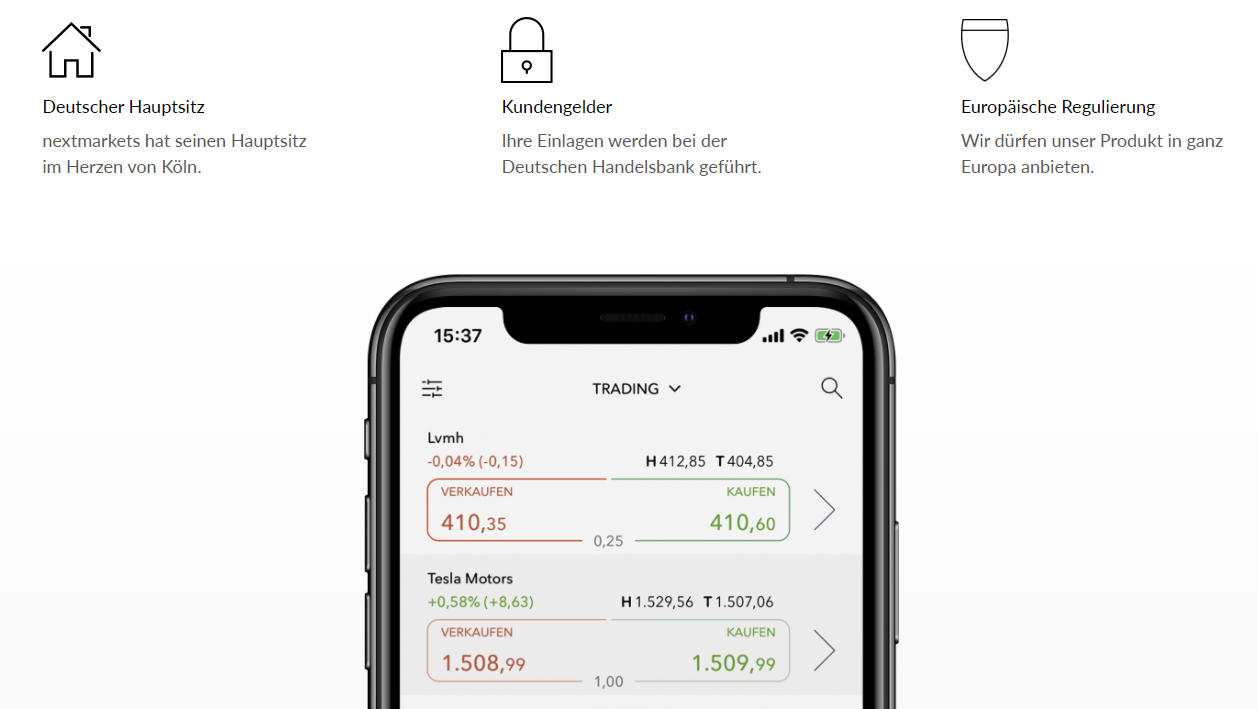 Deutscher Hauptsitz
nextmarkets hat seinen Hauptsitz
im Herzen von Köln.
Kundengelder
Ihre Einlagen werden bei der
Deutschen Handelsbank geführt.
Europäische Regulierung
Wir dürfen unser Produkt in ganz
Europa anbieten.
15:37
TRADING
Lvmh
-0,04% (-0,15) H 412,85 T 404,85
VERKAUFEN KAUFEN
410,35 410,60
0,25
Tesla Motors
+0,58% (+8,63) H 1.529,56 T 1.507,06
VERKAUFEN KAUFEN
1.508,99 1.509,99
1,00